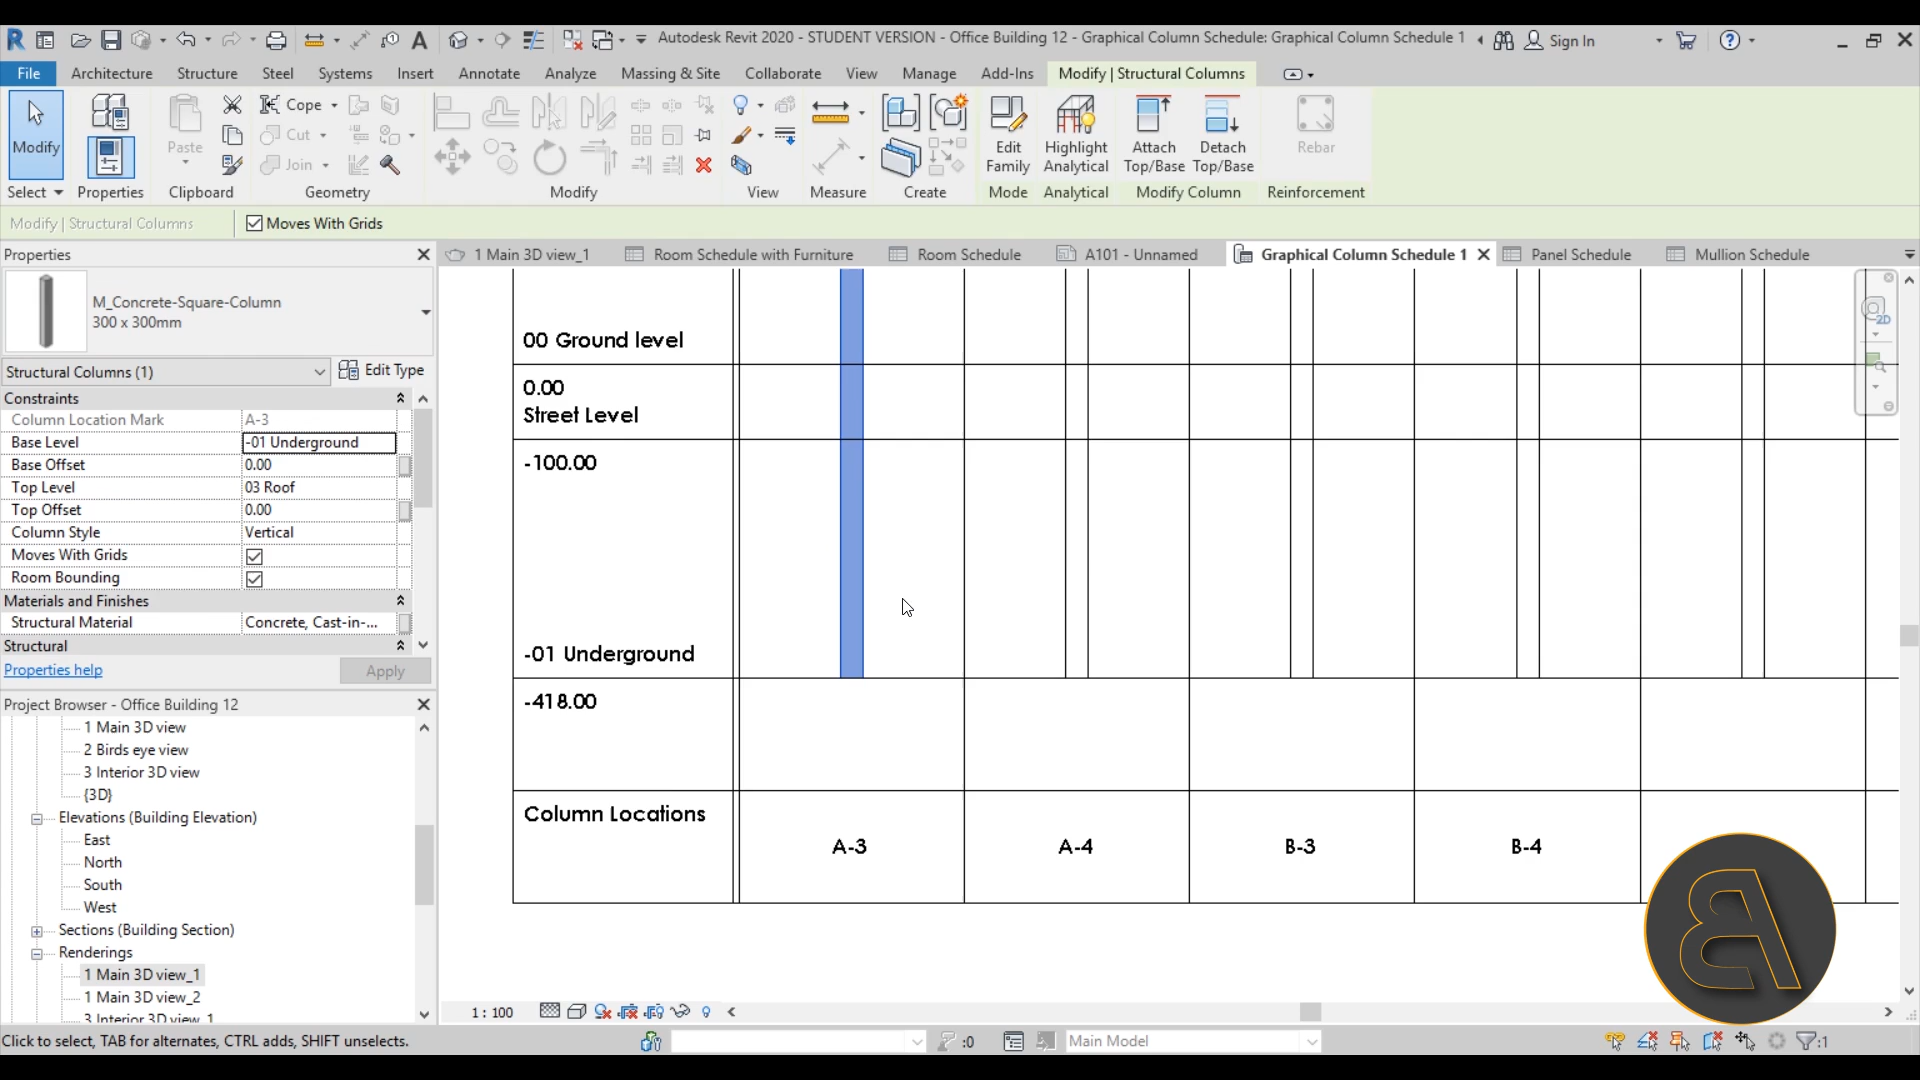 Autodesk Revit 2020 - STUDENT VERSION - Office Building 12 - Graphical Column Schedule: Graphical Column Schedule 1
Sign In
File Architecture Structure Steel Systems Insert Annotate Analyze Massing & Site Collaborate View Manage Add-Ins Modify | Structural Columns
Modify Paste Cope Cut Join Edit Family Highlight Analytical Attach Top/Base Detach Top/Base Rebar
Select Properties Clipboard Geometry Modify View Measure Create Mode Analytical Modify Column Reinforcement
Modify | Structural Columns Moves With Grids
Properties
1 Main 3D view_1 Room Schedule with Furniture Room Schedule A101 - Unnamed Graphical Column Schedule 1 Panel Schedule Mullion Schedule
M_Concrete-Square-Column
300 x 300mm
Structural Columns (1) Edit Type
Constraints
Column Location Mark A-3
Base Level -01 Underground
Base Offset 0.00
Top Level 03 Roof
Top Offset 0.00
Column Style Vertical
Moves With Grids
Room Bounding
Materials and Finishes
Structural Material Concrete, Cast-in-...
Structural
Properties help Apply
Project Browser - Office Building 12
1 Main 3D view
2 Birds eye view
3 Interior 3D view
{3D}
Elevations (Building Elevation)
East
North
South
West
Sections (Building Section)
Renderings
1 Main 3D view_1
1 Main 3D view_2
3 Interior 3D view_1
00 Ground level
0.00
Street Level
-100.00
-01 Underground
-418.00
Column Locations
A-3 A-4 B-3 B-4
2D
1 : 100
Click to select, TAB for alternates, CTRL adds, SHIFT unselects.
:0
Main Model
:1